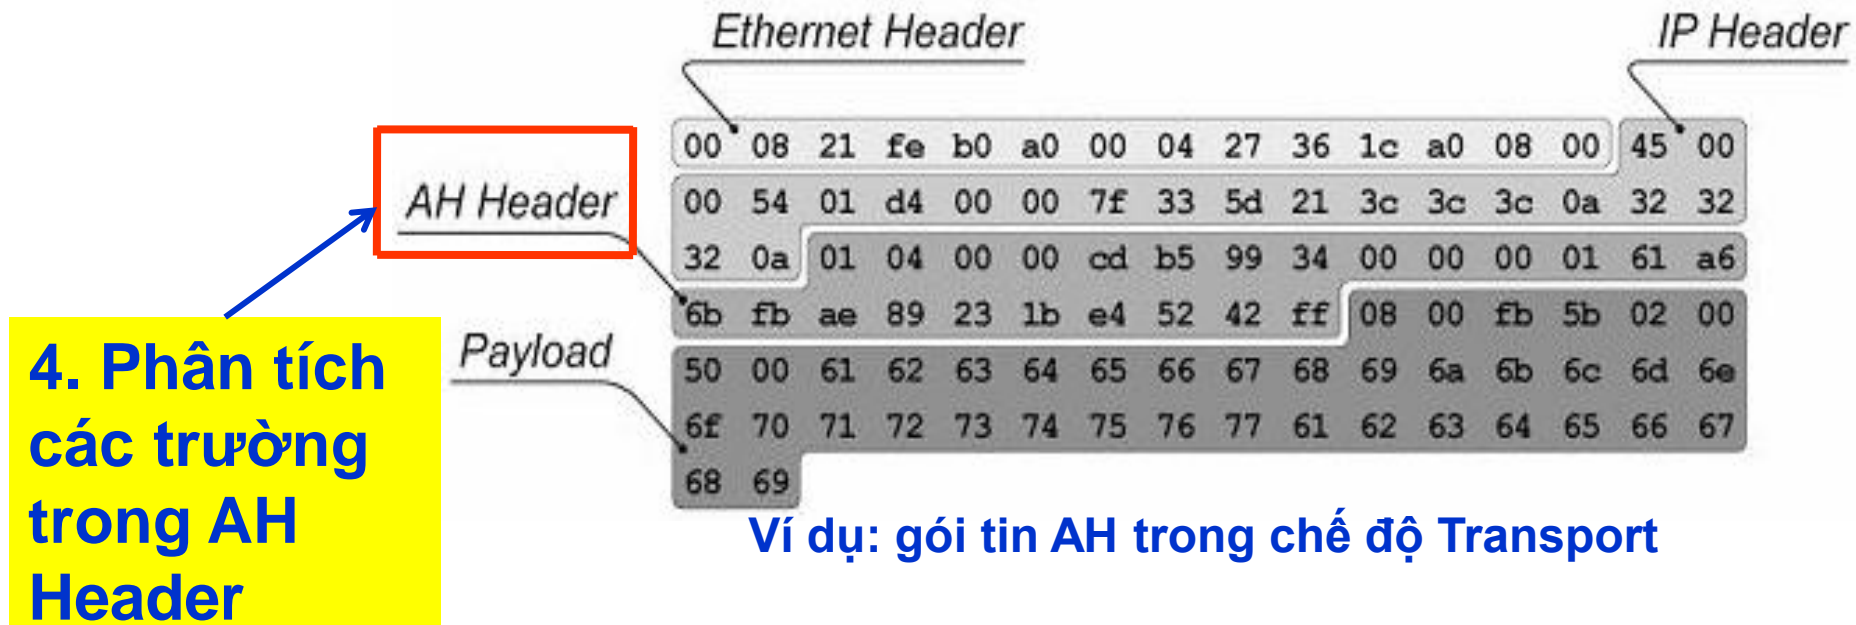 Ethernet Header
IP Header
00 08 21 fe b0 a0 00 04 27 36 1c a0 08 00 45 00
AH Header
00 54 01 d4 00 00 7f 33 5d 21 3c 3c 3c 0a 32 32
32 0a 01 04 00 00 cd b5 99 34 00 00 00 01 61 a6
6b fb ae 89 23 1b e4 52 42 ff 08 00 fb 5b 02 00
Payload
50 00 61 62 63 64 65 66 67 68 69 6a 6b 6c 6d 6e
6f 70 71 72 73 74 75 76 77 61 62 63 64 65 66 67
68 69
4. Phân tích
các trường
trong AH
Header
Ví dụ: gói tin AH trong chế độ Transport